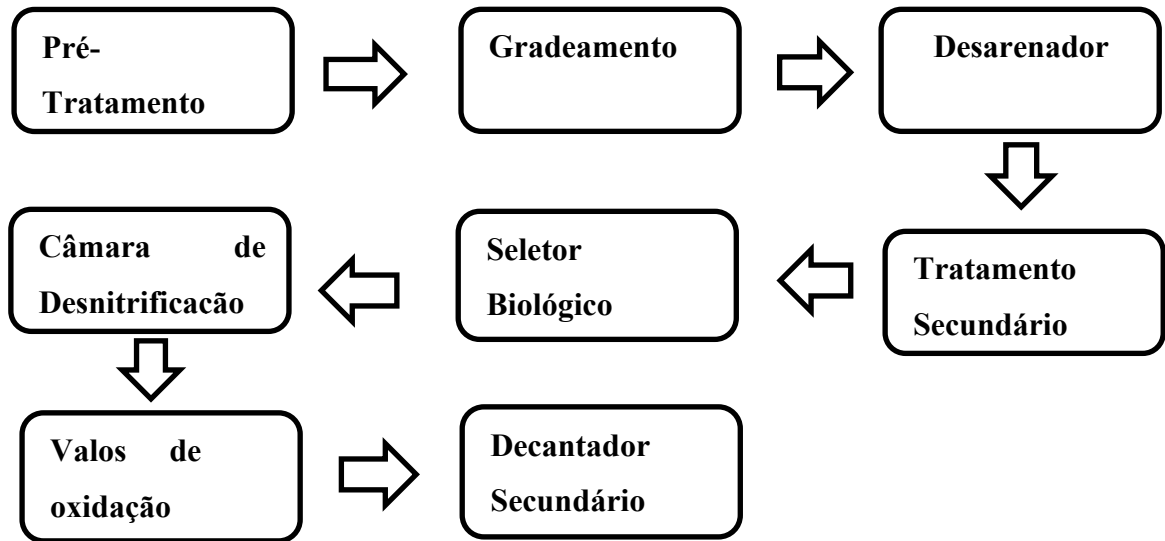 Pré-
Tratamento
Gradeamento
Desarenador
Tratamento
Secundário
Seletor
Biológico
Câmara de
Desnitrificacão
Valos de
oxidação
Decantador
Secundário